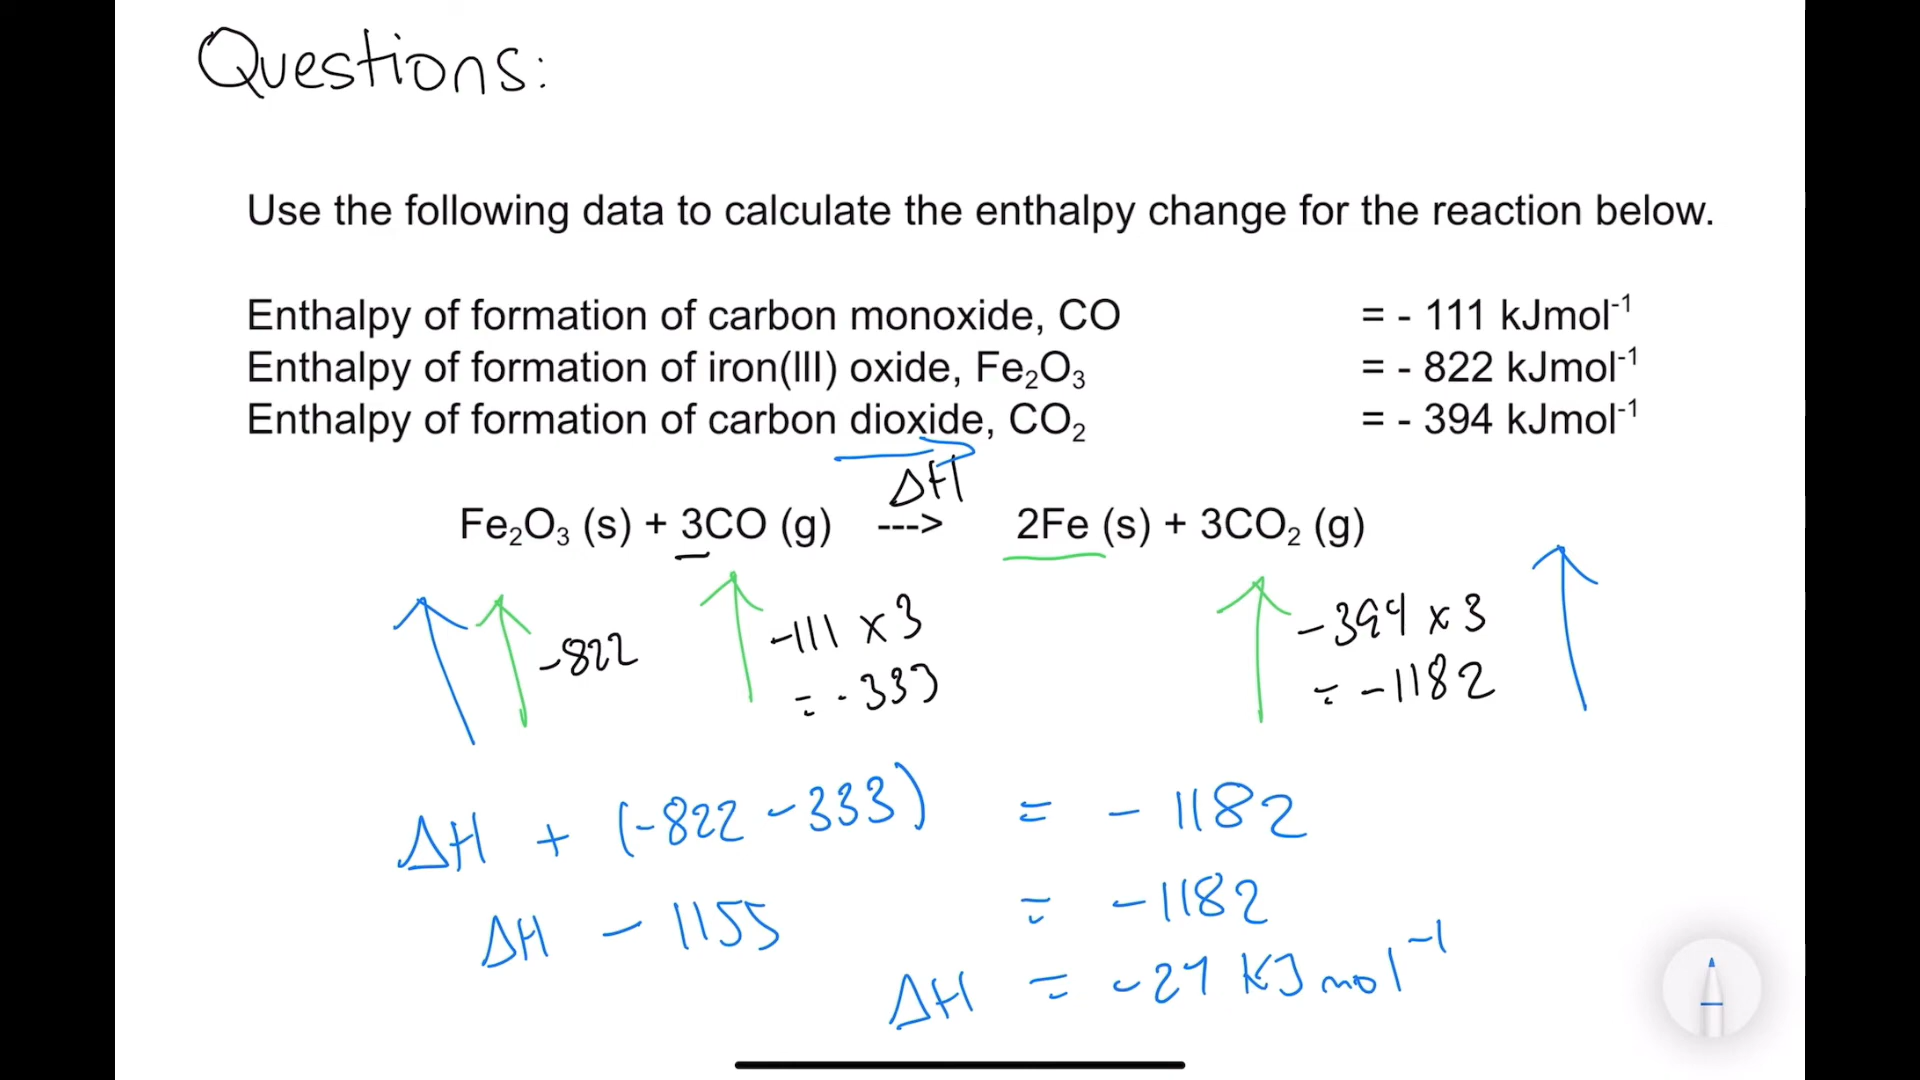 Questions:
Use the following data to calculate the enthalpy change for the reaction below.
Enthalpy of formation of carbon monoxide, CO = - 111 kJmol⁻¹
Enthalpy of formation of iron(III) oxide, Fe₂O₃ = - 822 kJmol⁻¹
Enthalpy of formation of carbon dioxide, CO₂ = - 394 kJmol⁻¹
ΔH
Fe₂O₃ (s) + 3CO (g) ---> 2Fe (s) + 3CO₂ (g)
-822
-111 x 3
= -333
-394 x 3
= -1182
ΔH + (-822 -333) = -1182
ΔH - 1155 = -1182
ΔH = -27 KJmol⁻¹